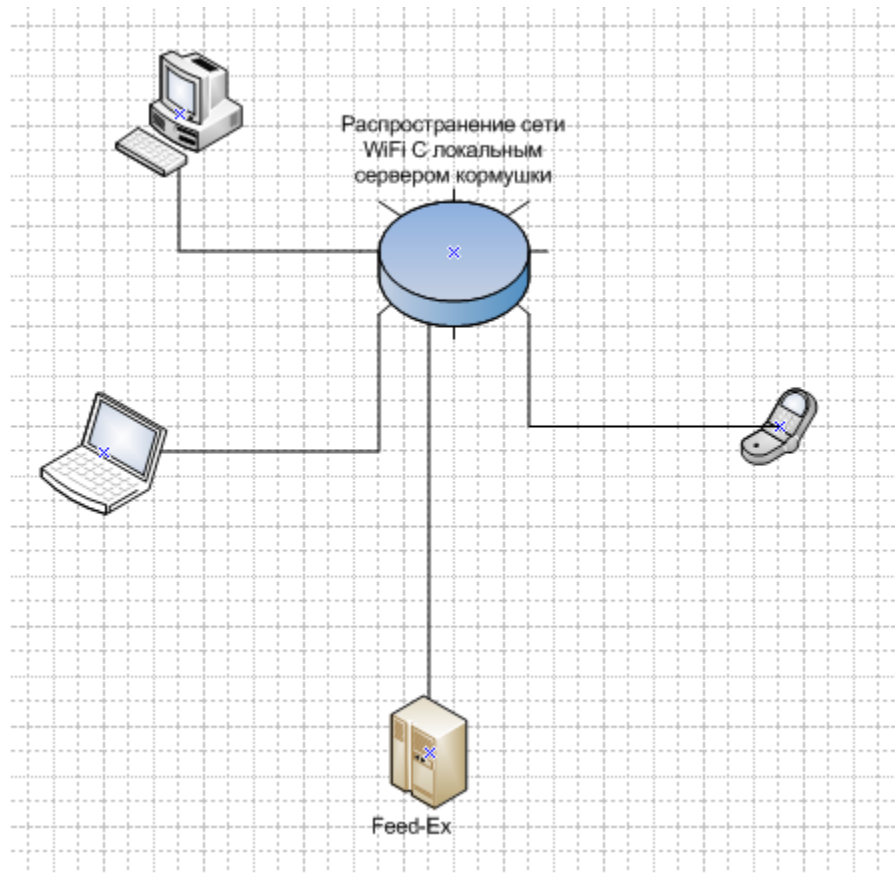 Распространение сети
WiFi С локальным
сервером кормушки
Feed-Ex